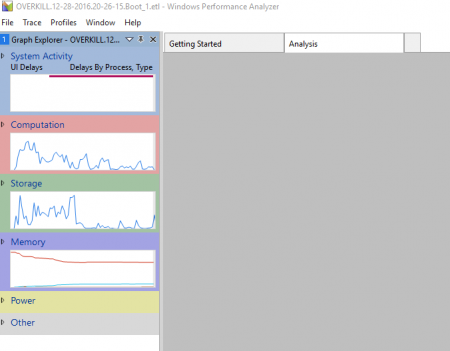 OVERKILL.12-28-2016.20-26-15.Boot_1.etl - Windows Performance Analyzer
File Trace Profiles Window Help
1 Graph Explorer - OVERKILL.12...
Getting Started
Analysis
System Activity
UI Delays Delays By Process, Type
Computation
Storage
Memory
Power
Other